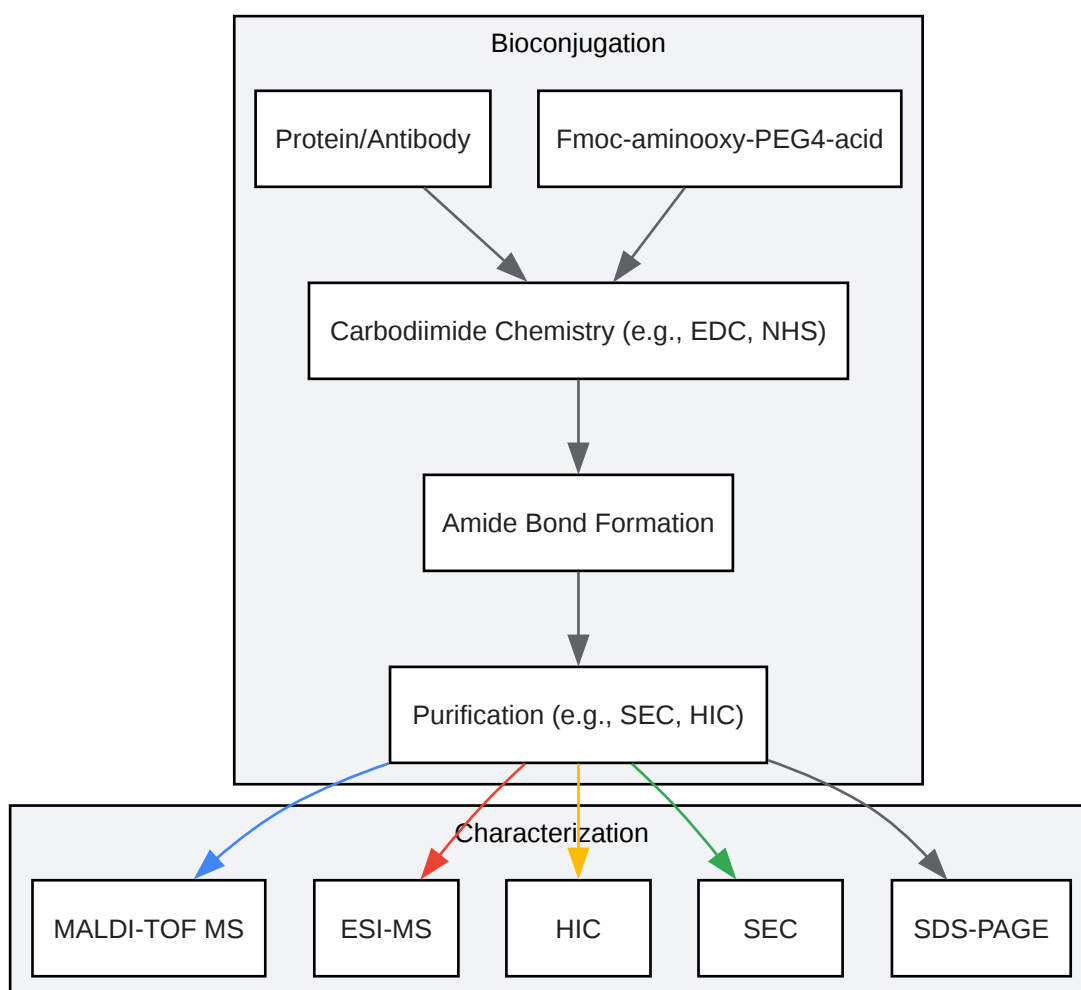 Bioconjugation
Protein/Antibody
Fmoc-aminooxy-PEG4-acid
Carbodiimide Chemistry (e.g., EDC, NHS)
Amide Bond Formation
Purification (e.g., SEC, HIC)
Characterization
MALDI-TOF MS
ESI-MS
HIC
SEC
SDS-PAGE